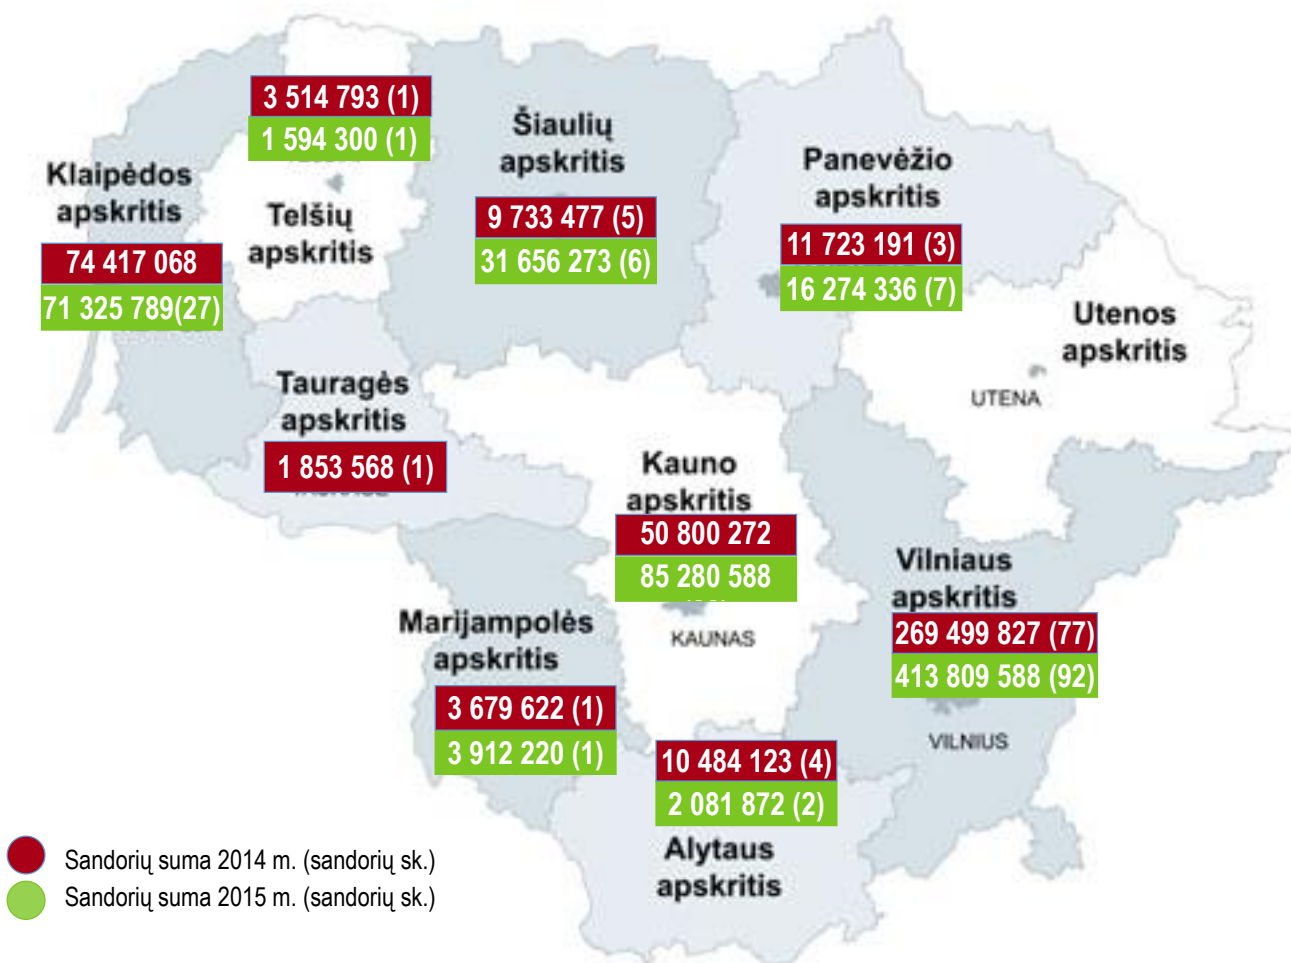 3 514 793 (1)
1 594 300 (1)
Telšių
apskritis
Klaipėdos
apskritis
74 417 068
71 325 789(27)
Šiaulių
apskritis
9 733 477 (5)
31 656 273 (6)
Panevėžio
apskritis
11 723 191 (3)
16 274 336 (7)
Utenos
apskritis
UTENA
Tauragės
apskritis
1 853 568 (1)
Kauno
apskritis
50 800 272
85 280 588
KAUNAS
Vilniaus
apskritis
269 499 827 (77)
413 809 588 (92)
VILNIUS
Marijampolės
apskritis
3 679 622 (1)
3 912 220 (1)
10 484 123 (4)
2 081 872 (2)
Alytaus
apskritis
Sandorių suma 2014 m. (sandorių sk.)
Sandorių suma 2015 m. (sandorių sk.)